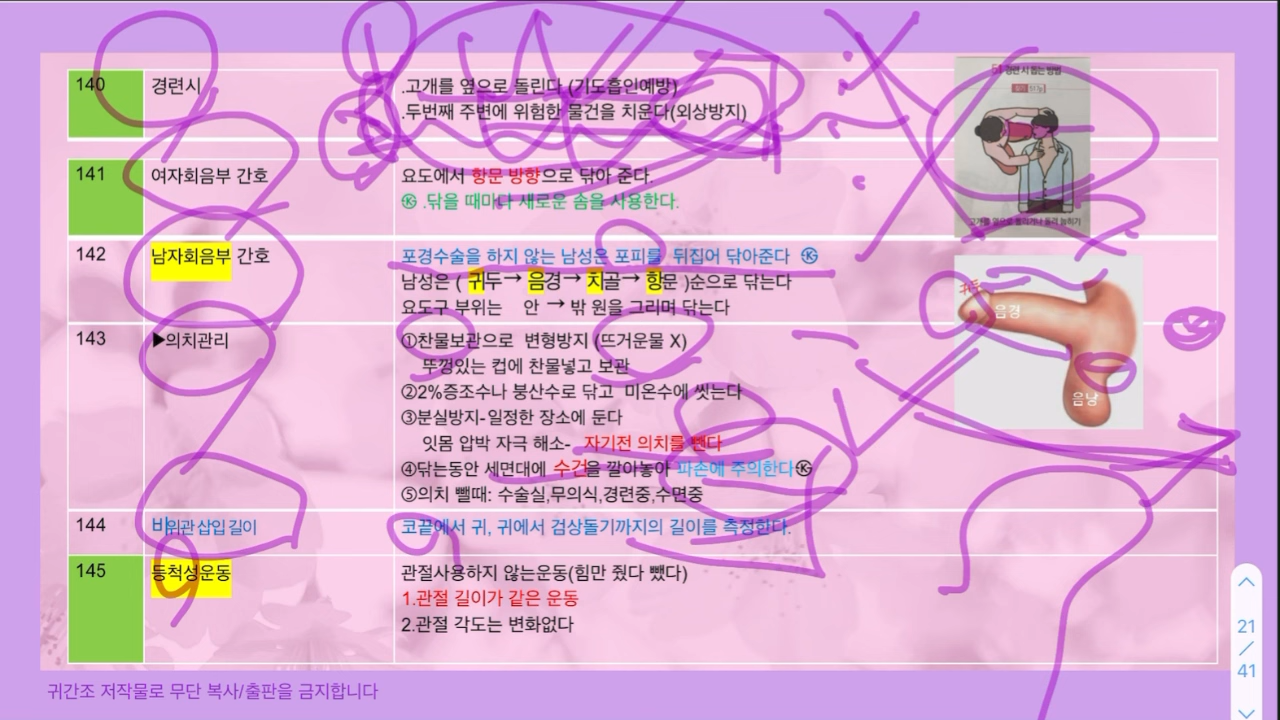 140
경련시
.고개를 옆으로 돌린다 (기도흡인예방)
.두번째 주변에 위험한 물건을 치운다(외상방지)
141
여자회음부 간호
요도에서 항문 방향으로 닦아 준다.
㉿ .닦을 때마다 새로운 솜을 사용한다.
142
남자회음부 간호
포경수술을 하지 않는 남성은 포피를 뒤집어 닦아준다 ㉿
남성은 ( 귀두→ 음경→ 치골→ 항문 )순으로 닦는다
요도구 부위는 안 → 밖 원을 그리며 닦는다
143
▶의치관리
①찬물보관으로 변형방지 (뜨거운물 X)
뚜껑있는 컵에 찬물넣고 보관
②2%증조수나 붕산수로 닦고 미온수에 씻는다
③분실방지-일정한 장소에 둔다
잇몸 압박 자극 해소- 자기전 의치를 뺀다
④닦는동안 세면대에 수건을 깔아놓아 파손에 주의한다㉿
⑤의치 뺄때: 수술실,무의식,경련중,수면중
144
비위관 삽입 길이
코끝에서 귀, 귀에서 검상돌기까지의 길이를 측정한다.
145
등척성운동
관절사용하지 않는운동(힘만 줬다 뺐다)
1.관절 길이가 같은 운동
2.관절 각도는 변화없다
경련 시 돕는 방법
귀두
음경
음낭
귀간조 저작물로 무단 복사/출판을 금지합니다
21
/
41